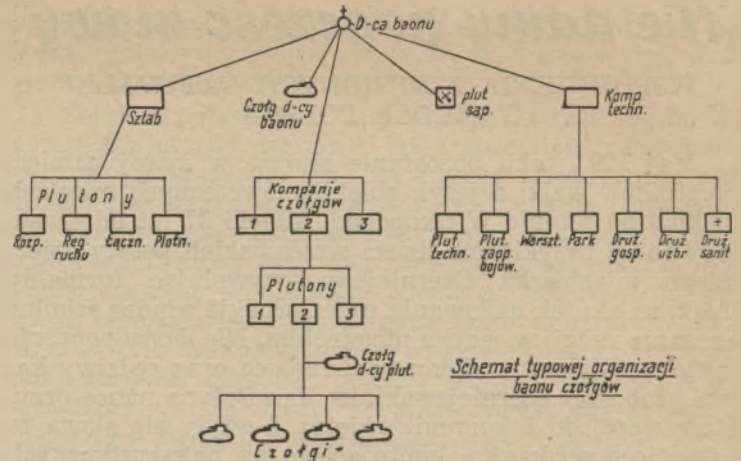 D-ca baonu
Sztab
Czołg d-cy
baonu
plut
sap.
Komp
techn.
Plutony
Rozp.
Reg.
ruchu
Łączn.
Plotn.
Kompanje
czołgów
1 2 3
Plut.
techn.
Plut.
zaop.
bojów.
Warszt.
Park
Druż.
gosp.
Druż.
uzbr.
Druż.
sanit
Plutony
1 2 3
Czołg
d-cy plut.
Czołgi
Schemat typowej organizacji
baonu czołgów